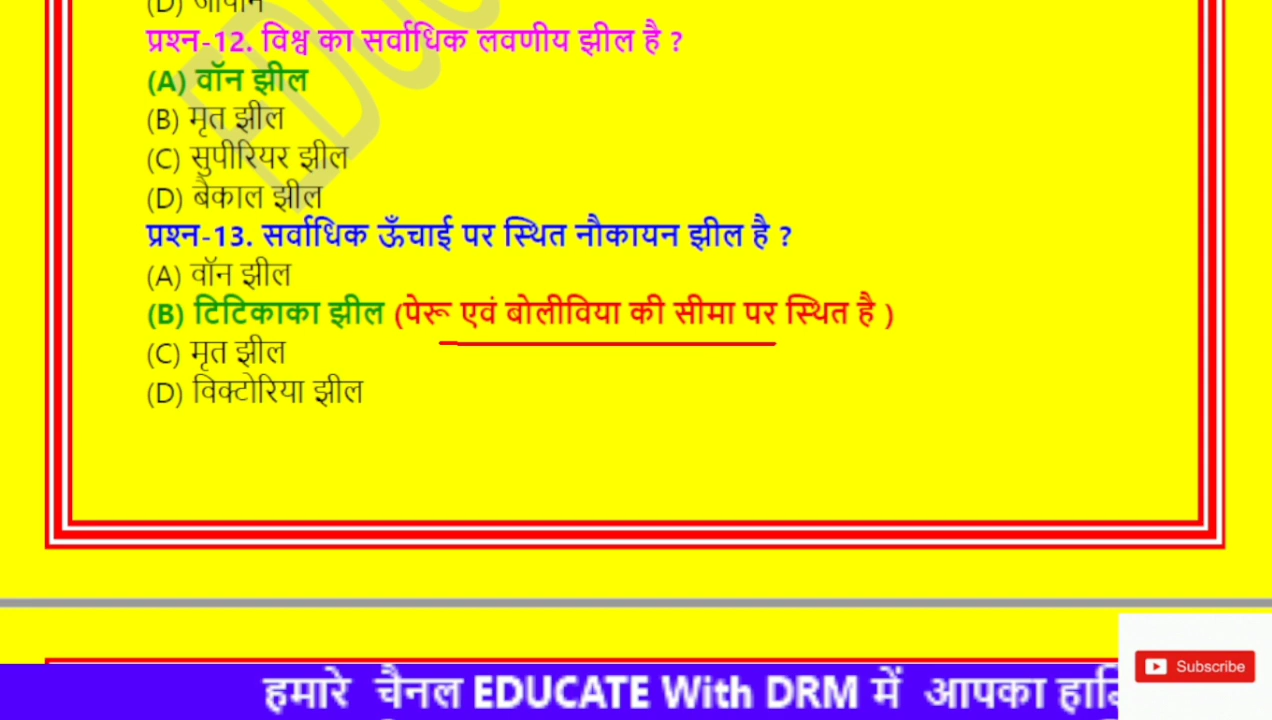 (D) जापान
प्रश्न-12. विश्व का सर्वाधिक लवणीय झील है ?
(A) वॉन झील
(B) मृत झील
(C) सुपीरियर झील
(D) बैकाल झील
प्रश्न-13. सर्वाधिक ऊँचाई पर स्थित नौकायन झील है ?
(A) वॉन झील
(B) टिटिकाका झील (पेरू एवं बोलीविया की सीमा पर स्थित है )
(C) मृत झील
(D) विक्टोरिया झील
Subscribe
हमारे चैनल EDUCATE With DRM में आपका